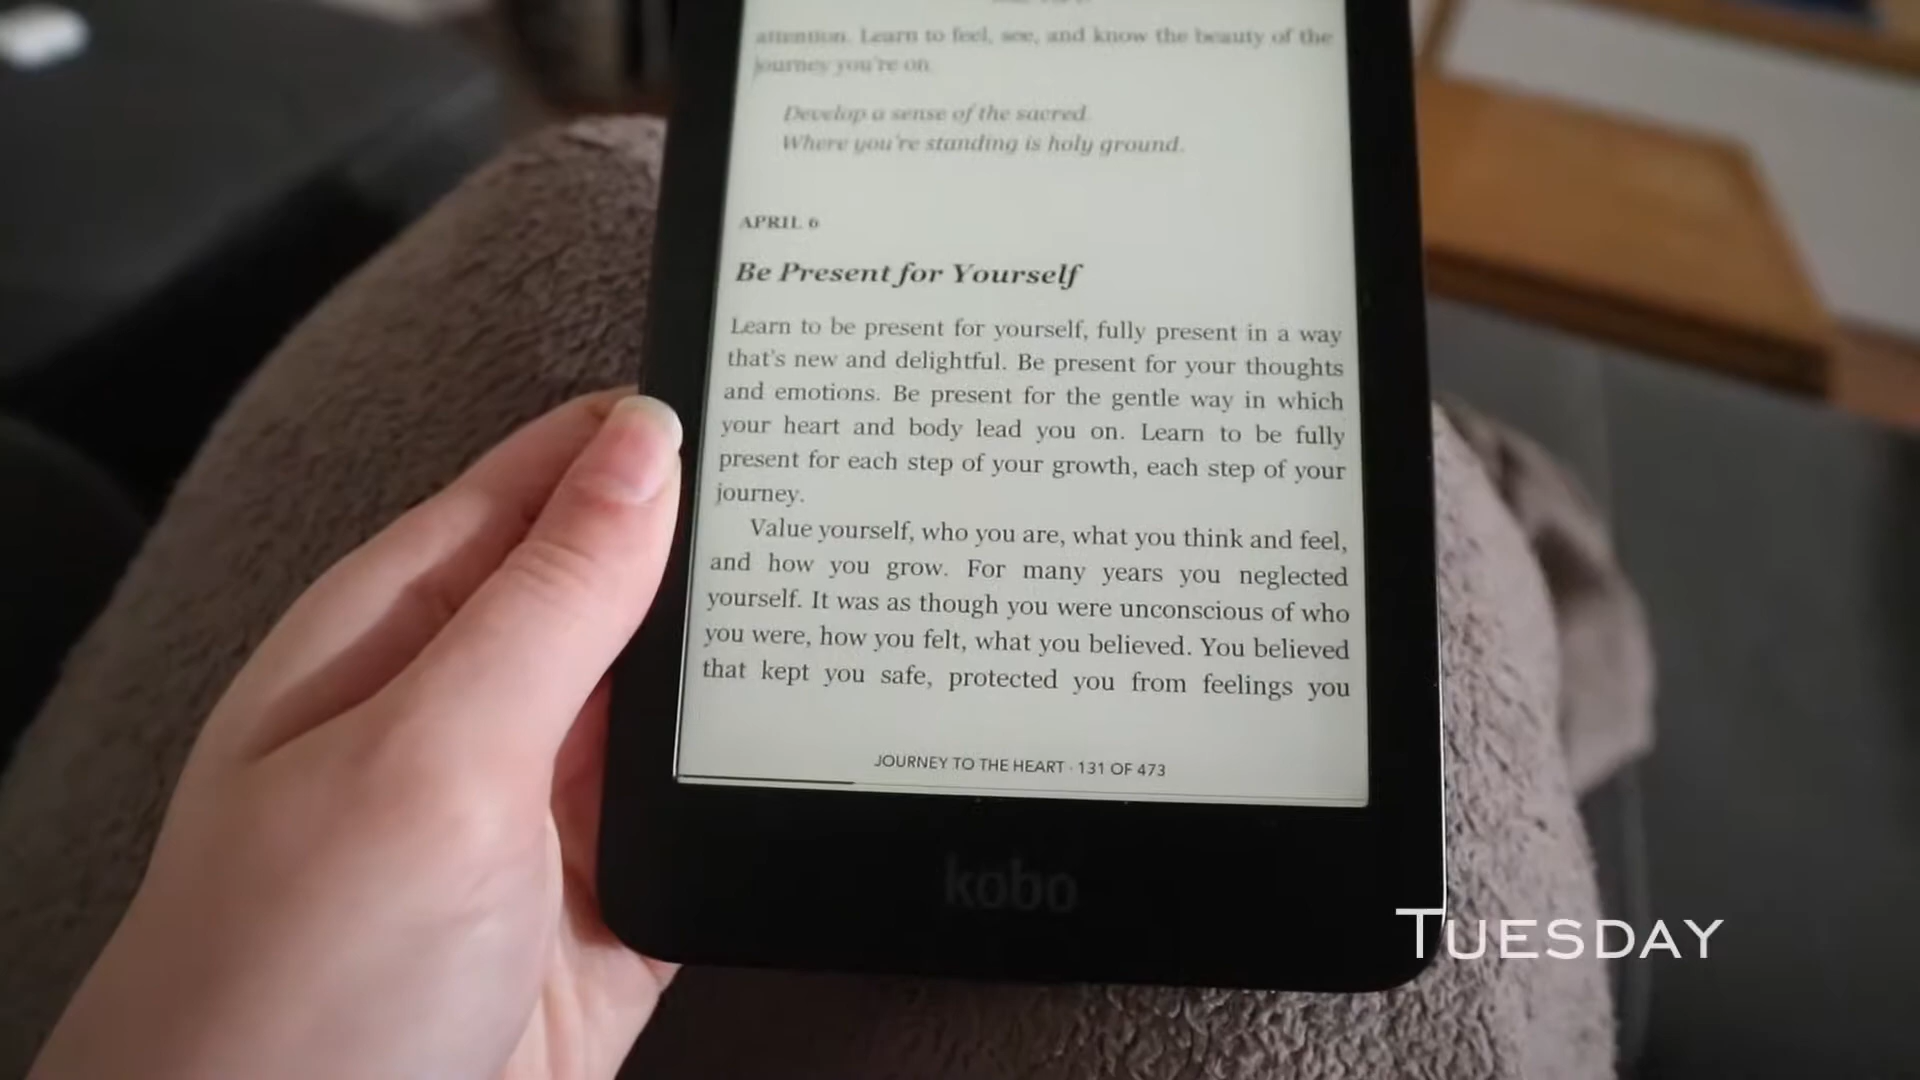 attention. Learn to feel, see, and know the beauty of the
journey you're on.
Develop a sense of the sacred.
Where you're standing is holy ground.
APRIL 6
Be Present for Yourself
Learn to be present for yourself, fully present in a way
that's new and delightful. Be present for your thoughts
and emotions. Be present for the gentle way in which
your heart and body lead you on. Learn to be fully
present for each step of your growth, each step of your
journey.
Value yourself, who you are, what you think and feel,
and how you grow. For many years you neglected
yourself. It was as though you were unconscious of who
you were, how you felt, what you believed. You believed
that kept you safe, protected you from feelings you
JOURNEY TO THE HEART · 131 OF 473
kobo
TUESDAY